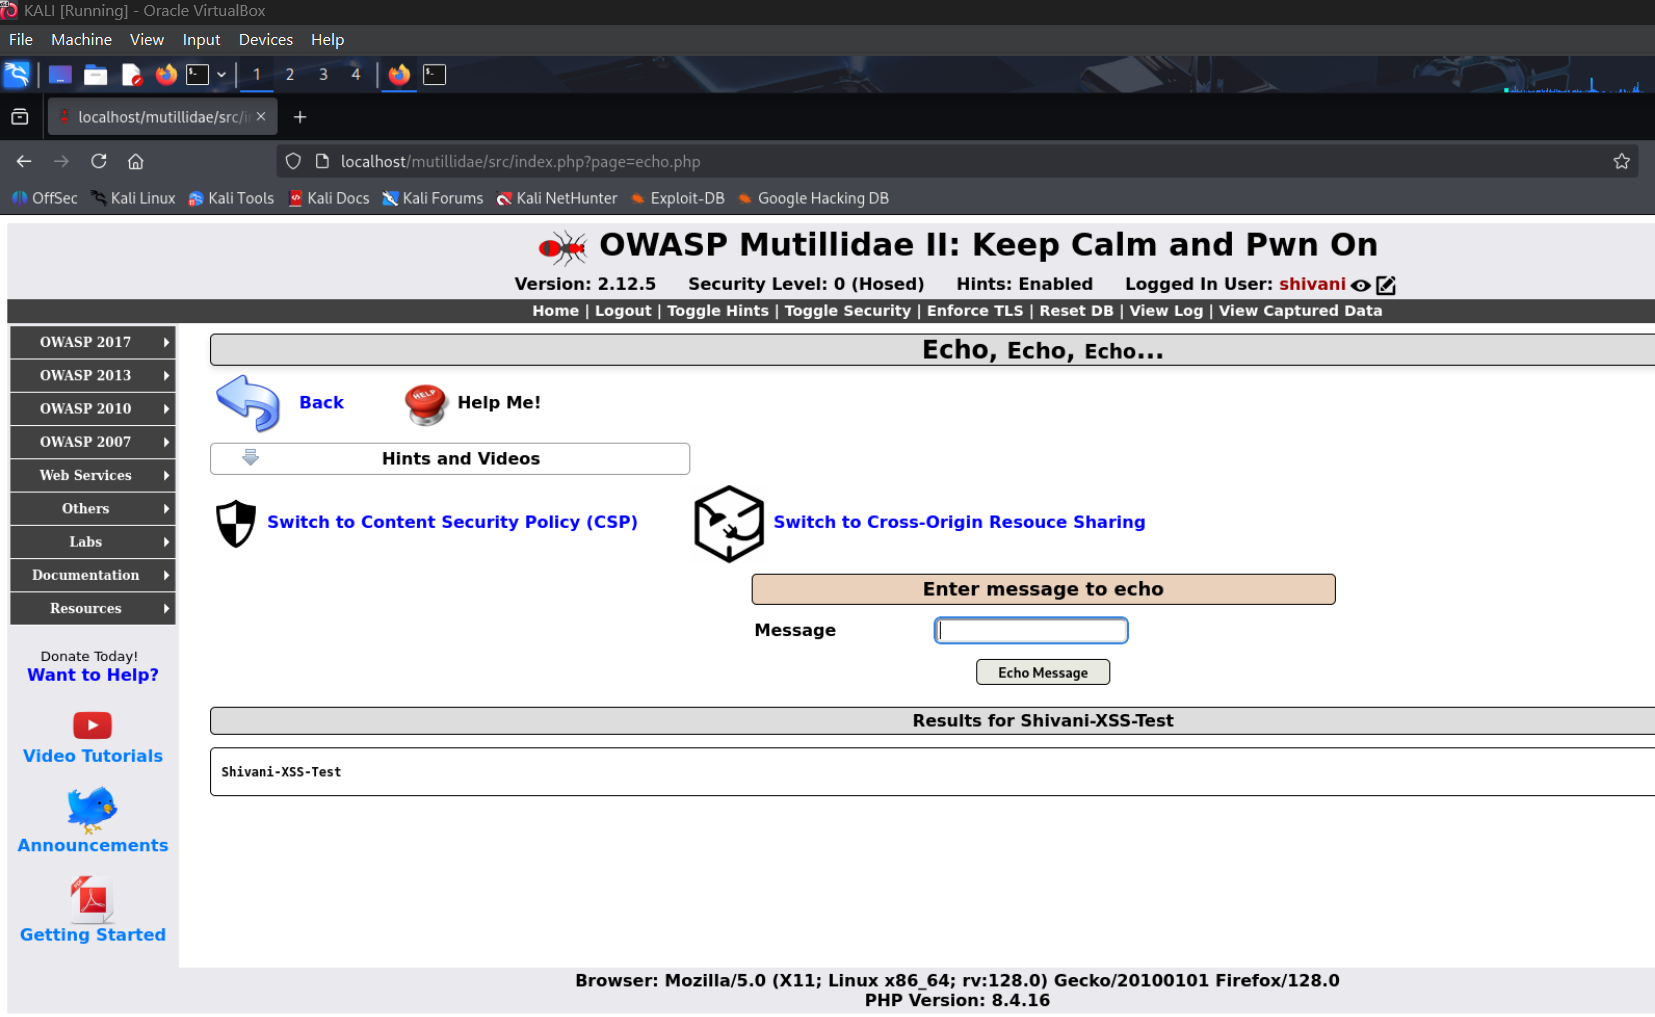 KALI [Running] - Oracle VirtualBox
File Machine View Input Devices Help
1 2 3 4
localhost/mutillidae/src/i
localhost/mutillidae/src/index.php?page=echo.php
OffSec Kali Linux Kali Tools Kali Docs Kali Forums Kali NetHunter Exploit-DB Google Hacking DB
OWASP Mutillidae II: Keep Calm and Pwn On
Version: 2.12.5 Security Level: 0 (Hosed) Hints: Enabled Logged In User: shivani
Home | Logout | Toggle Hints | Toggle Security | Enforce TLS | Reset DB | View Log | View Captured Data
OWASP 2017
OWASP 2013
OWASP 2010
OWASP 2007
Web Services
Others
Labs
Documentation
Resources
Donate Today!
Want to Help?
Video Tutorials
Announcements
Getting Started
Echo, Echo, Echo...
Back
HELP
Help Me!
Hints and Videos
Switch to Content Security Policy (CSP)
Switch to Cross-Origin Resouce Sharing
Enter message to echo
Message
Echo Message
Results for Shivani-XSS-Test
Shivani-XSS-Test
Browser: Mozilla/5.0 (X11; Linux x86_64; rv:128.0) Gecko/20100101 Firefox/128.0
PHP Version: 8.4.16